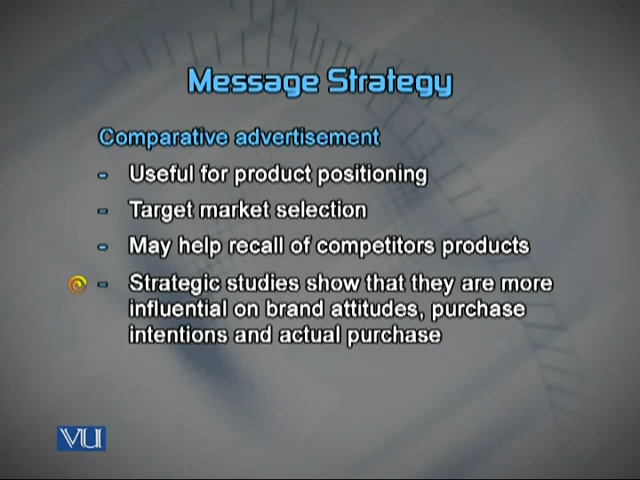 Message Strategy
Comparative advertisement
- Useful for product positioning
- Target market selection
- May help recall of competitors products
- Strategic studies show that they are more
influential on brand attitudes, purchase
intentions and actual purchase
VU